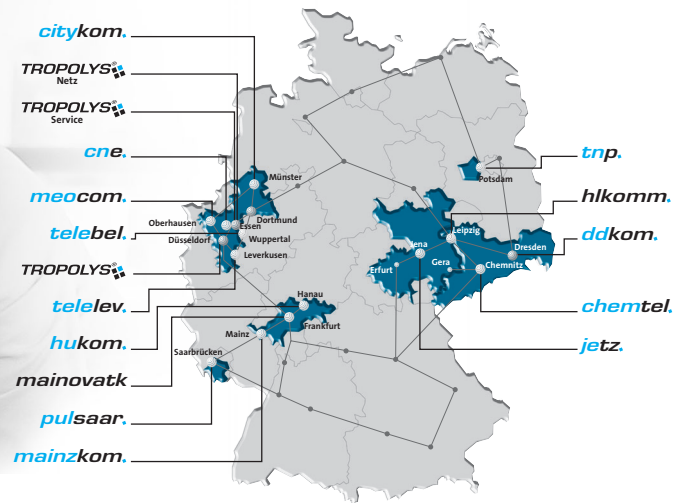 citykom.
TROPOLYS®
Netz
TROPOLYS®
Service
cne.
meocom.
telebel.
TROPOLYS®
telelev.
hukom.
mainovatk
pulsaar.
mainzkom.
Münster
Oberhausen
Essen
Dortmund
Düsseldorf
Wuppertal
Leverkusen
Hanau
Frankfurt
Mainz
Saarbrücken
Potsdam
Leipzig
Jena
Gera
Erfurt
Dresden
Chemnitz
tnp.
hlkomm.
ddkom.
chemtel.
jetz.